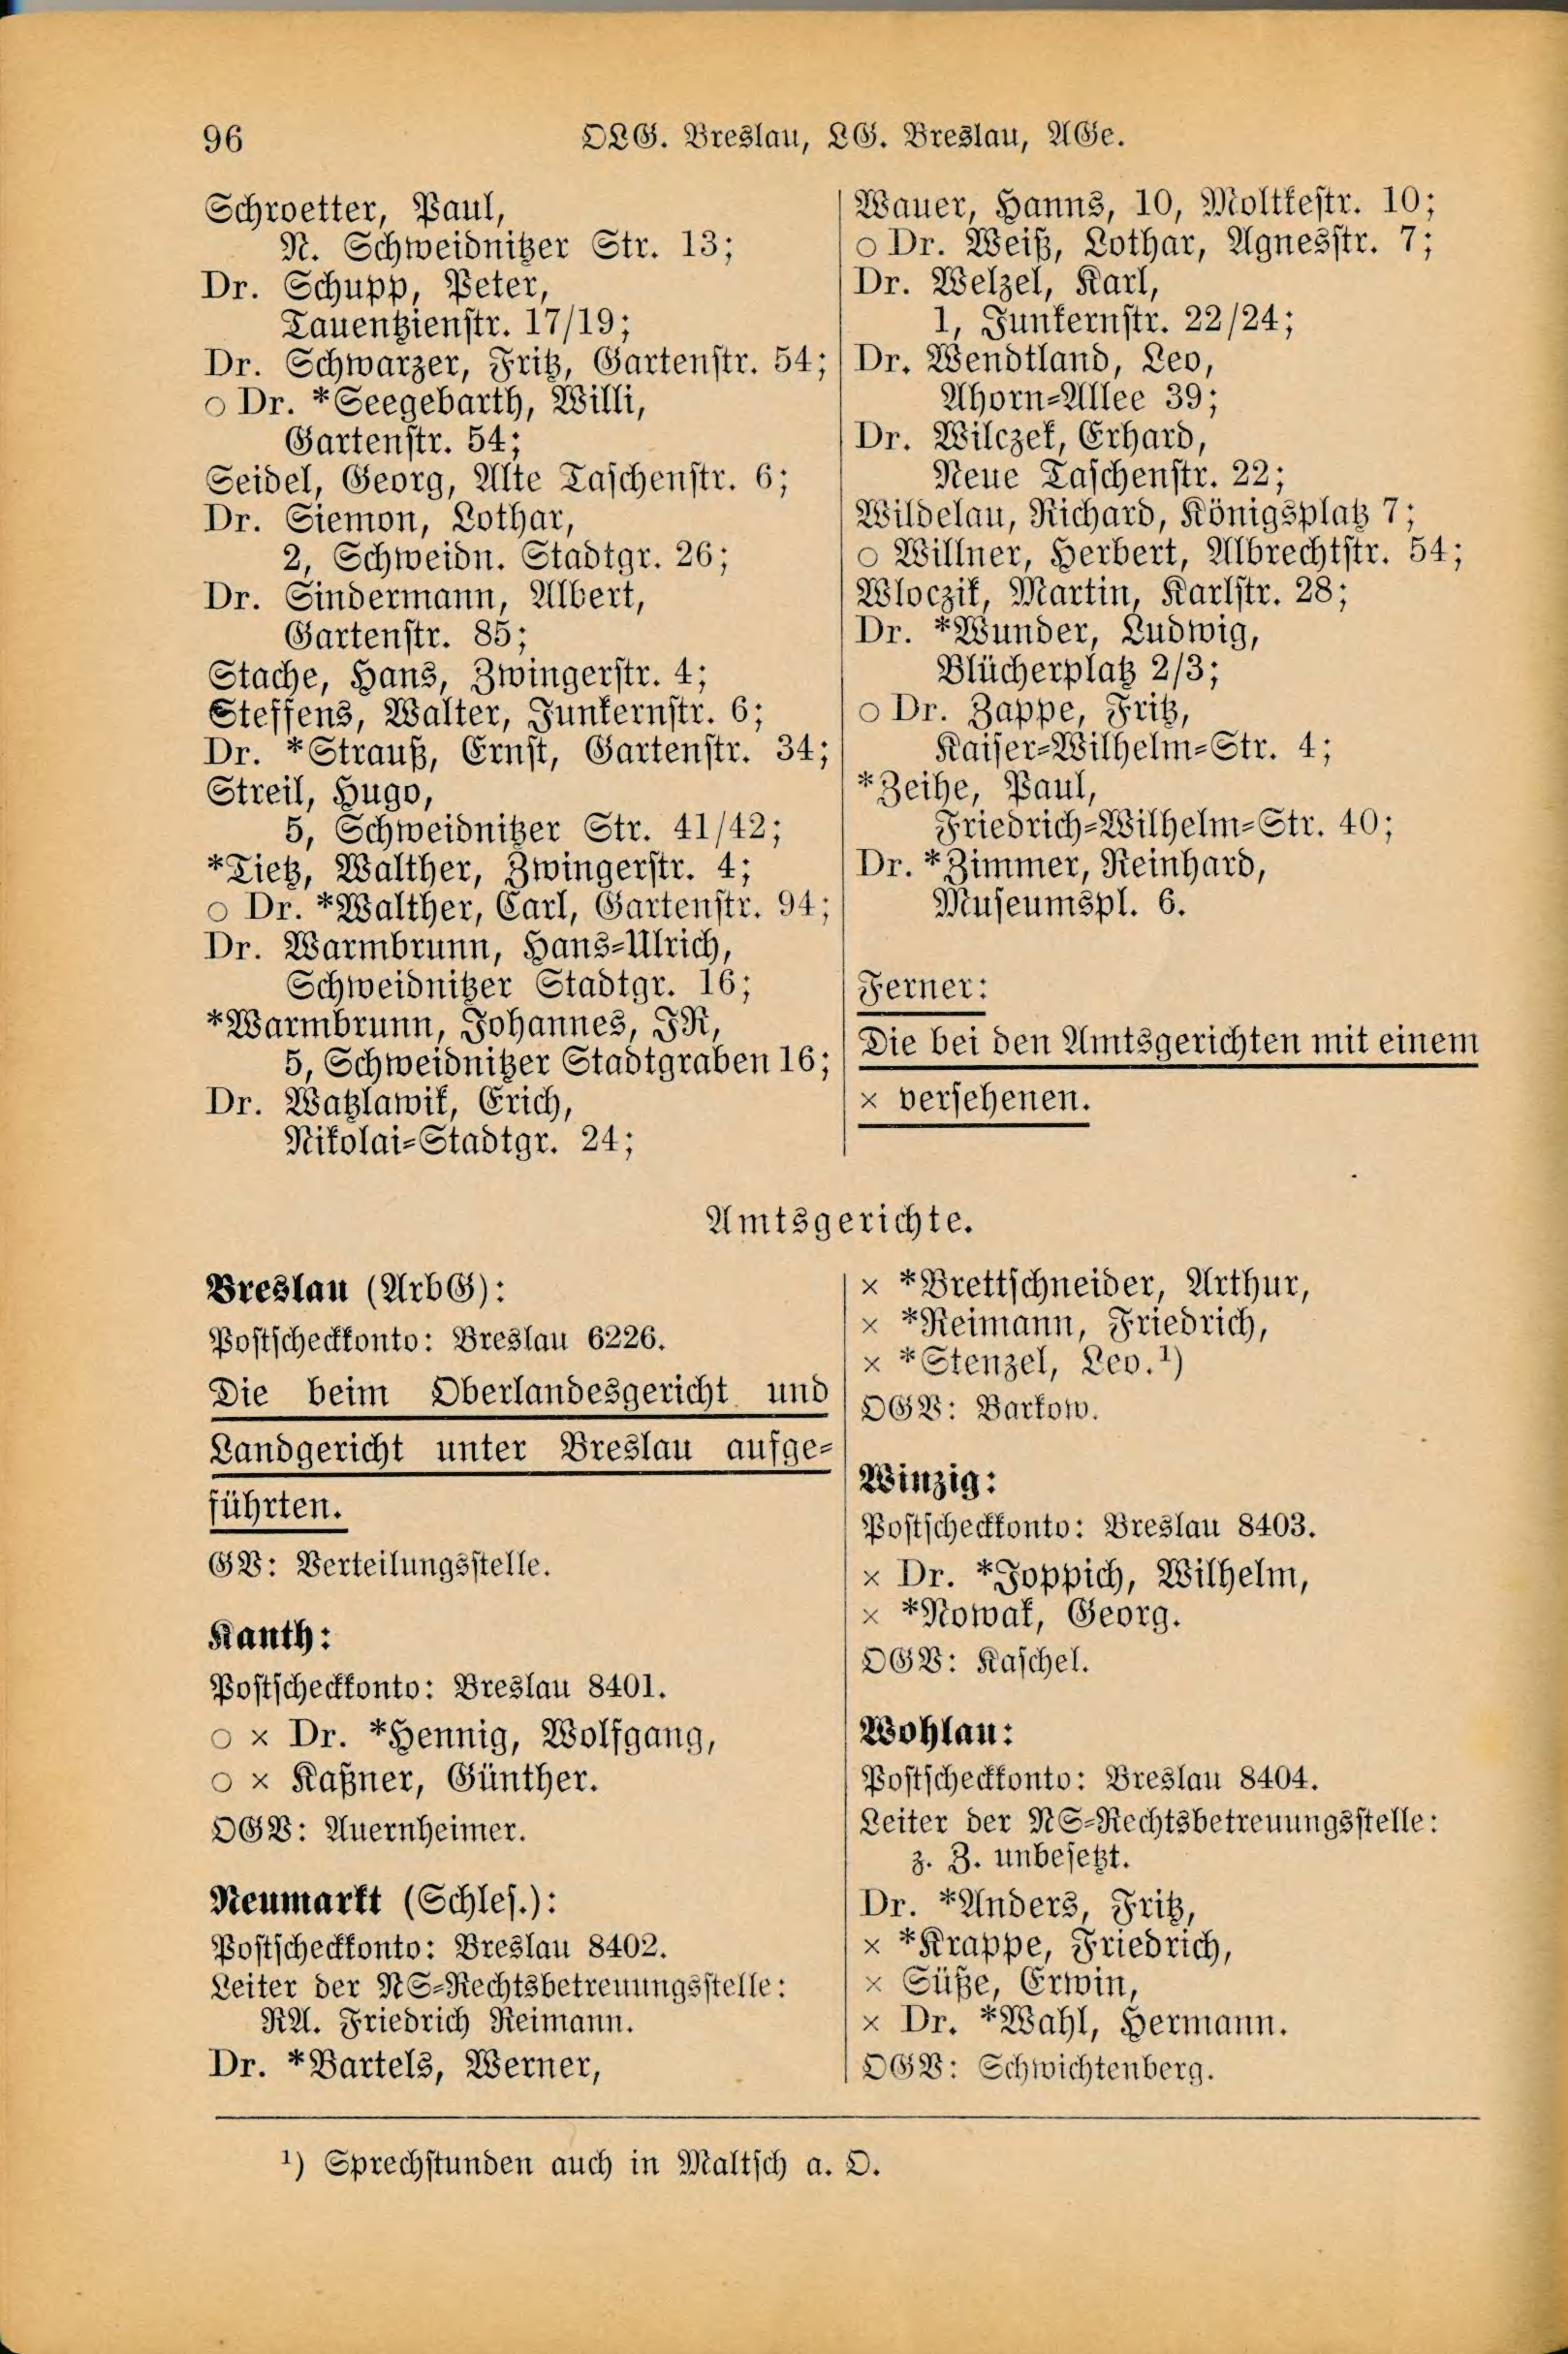 96
OLG. Breslau, LG. Breslau, AGe.
Schroetter, Paul,
N. Schweidnitzer Str. 13;
Dr. Schupp, Peter,
Tauentzienstr. 17/19;
Dr. Schwarzer, Fritz, Gartenstr. 54;
○ Dr. *Seegebarth, Willi,
Gartenstr. 54;
Seidel, Georg, Alte Taschenstr. 6;
Dr. Siemon, Lothar,
2, Schweidn. Stadtgr. 26;
Dr. Sindermann, Albert,
Gartenstr. 85;
Stache, Hans, Zwingerstr. 4;
Steffens, Walter, Junkernstr. 6;
Dr. *Strauß, Ernst, Gartenstr. 34;
Streil, Hugo,
5, Schweidnitzer Str. 41/42;
*Tietz, Walther, Zwingerstr. 4;
○ Dr. *Walther, Carl, Gartenstr. 94;
Dr. Warmbrunn, Hans-Ulrich,
Schweidnitzer Stadtgr. 16;
*Warmbrunn, Johannes, JR,
5, Schweidnitzer Stadtgraben 16;
Dr. Watzlawik, Erich,
Nikolai-Stadtgr. 24;
Wauer, Hanns, 10, Moltkestr. 10;
○ Dr. Weiß, Lothar, Agnesstr. 7;
Dr. Welzel, Karl,
1, Junkernstr. 22/24;
Dr. Wendtland, Leo,
Ahorn-Allee 39;
Dr. Wilczek, Erhard,
Neue Taschenstr. 22;
Wildelau, Richard, Königsplatz 7;
○ Willner, Herbert, Albrechtstr. 54;
Wloczik, Martin, Karlstr. 28;
Dr. *Wunder, Ludwig,
Blücherplatz 2/3;
○ Dr. Zappe, Fritz,
Kaiser-Wilhelm-Str. 4;
*Zeihe, Paul,
Friedrich-Wilhelm-Str. 40;
Dr. *Zimmer, Reinhard,
Museumspl. 6.
Ferner:
Die bei den Amtsgerichten mit einem
× versehenen.
Amtsgerichte.
Breslau (ArbG):
Postscheckkonto: Breslau 6226.
Die beim Oberlandesgericht und
Landgericht unter Breslau aufge-
führten.
GV: Verteilungsstelle.
Kanth:
Postscheckkonto: Breslau 8401.
○ × Dr. *Hennig, Wolfgang,
○ × Kaßner, Günther.
OGV: Auernheimer.
Neumarkt (Schles.):
Postscheckkonto: Breslau 8402.
Leiter der NS-Rechtsbetreuungsstelle:
RA. Friedrich Reimann.
Dr. *Bartels, Werner,
× *Brettschneider, Arthur,
× *Reimann, Friedrich,
× *Stenzel, Leo.¹)
OGV: Barkow.
Winzig:
Postscheckkonto: Breslau 8403.
× Dr. *Joppich, Wilhelm,
× *Nowak, Georg.
OGV: Kaschel.
Wohlau:
Postscheckkonto: Breslau 8404.
Leiter der NS-Rechtsbetreuungsstelle:
z. Z. unbesetzt.
Dr. *Anders, Fritz,
× *Krappe, Friedrich,
× Süße, Erwin,
× Dr. *Wahl, Hermann.
OGV: Schwichtenberg.
¹) Sprechstunden auch in Maltsch a. O.